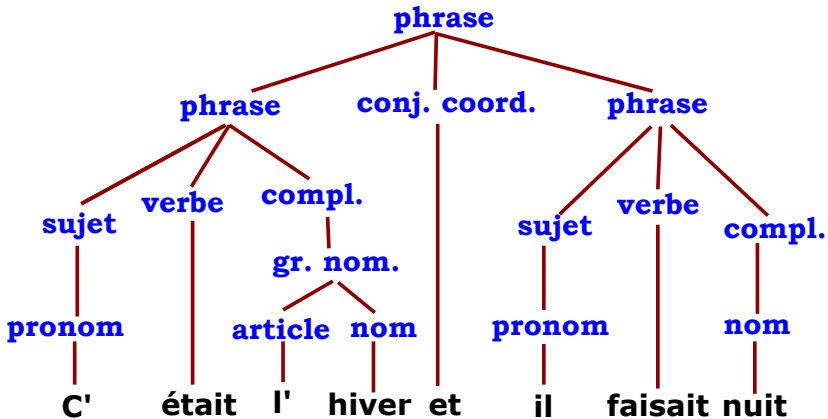 phrase
phrase conj. coord. phrase
sujet verbe compl. sujet verbe compl.
gr. nom.
pronom article nom pronom nom
C' était l' hiver et il faisait nuit